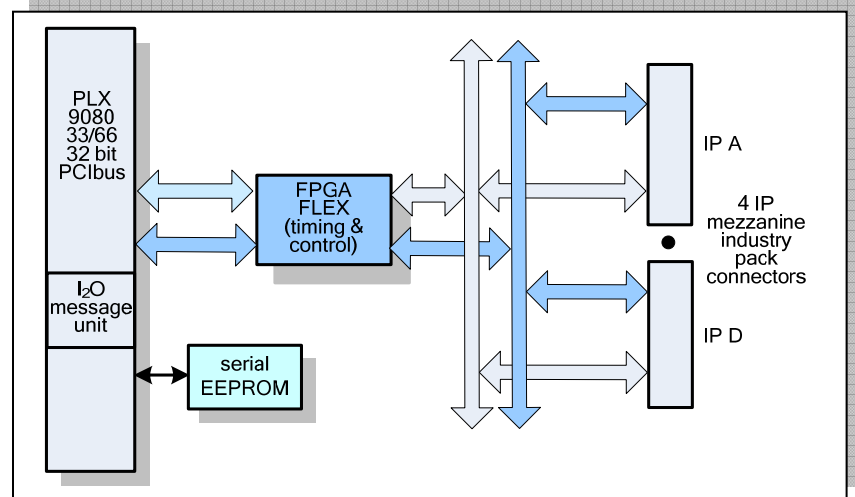 PLX
9080
33/66
32 bit
PCIbus
I₂O
message
unit
FPGA
FLEX
(timing &
control)
serial
EEPROM
IP A
4 IP
mezzanine
industry
pack
connectors
IP D